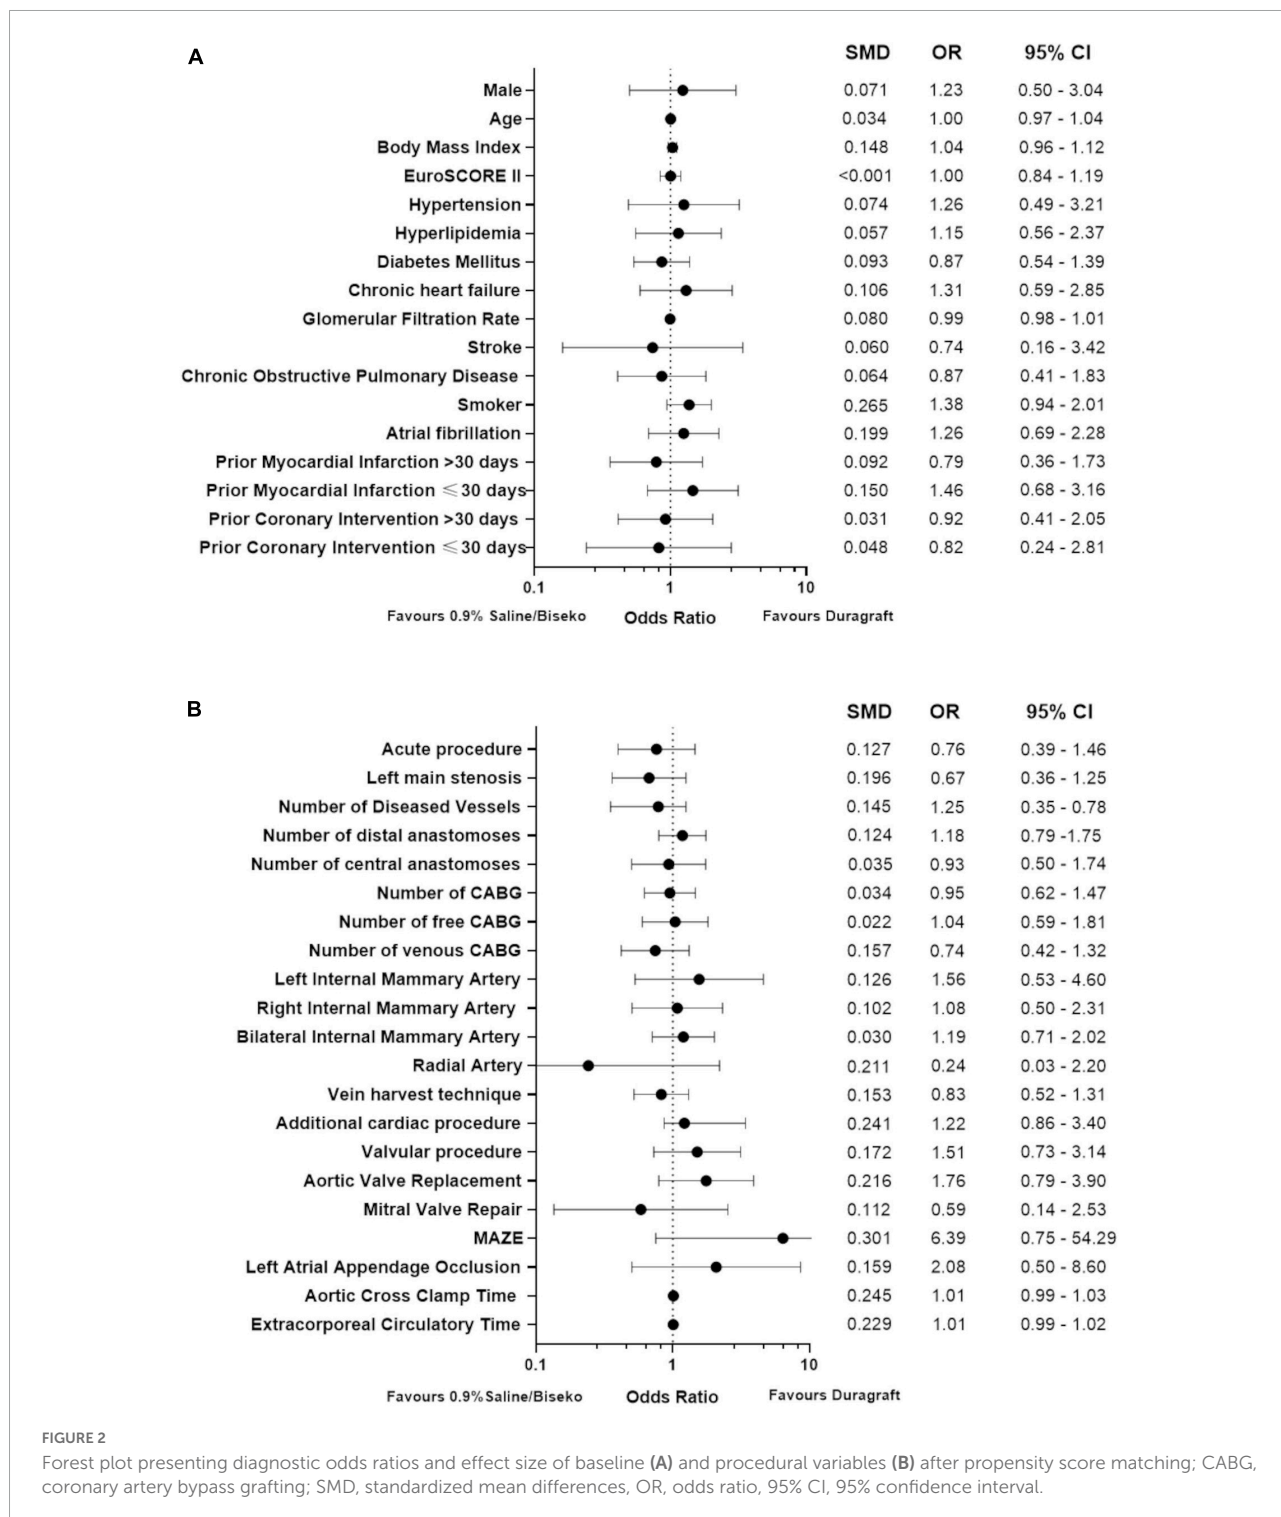 A
SMD OR 95% CI
Male 0.071 1.23 0.50 - 3.04
Age 0.034 1.00 0.97 - 1.04
Body Mass Index 0.148 1.04 0.96 - 1.12
EuroSCORE II <0.001 1.00 0.84 - 1.19
Hypertension 0.074 1.26 0.49 - 3.21
Hyperlipidemia 0.057 1.15 0.56 - 2.37
Diabetes Mellitus 0.093 0.87 0.54 - 1.39
Chronic heart failure 0.106 1.31 0.59 - 2.85
Glomerular Filtration Rate 0.080 0.99 0.98 - 1.01
Stroke 0.060 0.74 0.16 - 3.42
Chronic Obstructive Pulmonary Disease 0.064 0.87 0.41 - 1.83
Smoker 0.265 1.38 0.94 - 2.01
Atrial fibrillation 0.199 1.26 0.69 - 2.28
Prior Myocardial Infarction >30 days 0.092 0.79 0.36 - 1.73
Prior Myocardial Infarction ≤30 days 0.150 1.46 0.68 - 3.16
Prior Coronary Intervention >30 days 0.031 0.92 0.41 - 2.05
Prior Coronary Intervention ≤30 days 0.048 0.82 0.24 - 2.81
0.1 1 10
Favours 0.9% Saline/Biseko Odds Ratio Favours Duragraft
B
SMD OR 95% CI
Acute procedure 0.127 0.76 0.39 - 1.46
Left main stenosis 0.196 0.67 0.36 - 1.25
Number of Diseased Vessels 0.145 1.25 0.35 - 0.78
Number of distal anastomoses 0.124 1.18 0.79 -1.75
Number of central anastomoses 0.035 0.93 0.50 - 1.74
Number of CABG 0.034 0.95 0.62 - 1.47
Number of free CABG 0.022 1.04 0.59 - 1.81
Number of venous CABG 0.157 0.74 0.42 - 1.32
Left Internal Mammary Artery 0.126 1.56 0.53 - 4.60
Right Internal Mammary Artery 0.102 1.08 0.50 - 2.31
Bilateral Internal Mammary Artery 0.030 1.19 0.71 - 2.02
Radial Artery 0.211 0.24 0.03 - 2.20
Vein harvest technique 0.153 0.83 0.52 - 1.31
Additional cardiac procedure 0.241 1.22 0.86 - 3.40
Valvular procedure 0.172 1.51 0.73 - 3.14
Aortic Valve Replacement 0.216 1.76 0.79 - 3.90
Mitral Valve Repair 0.112 0.59 0.14 - 2.53
MAZE 0.301 6.39 0.75 - 54.29
Left Atrial Appendage Occlusion 0.159 2.08 0.50 - 8.60
Aortic Cross Clamp Time 0.245 1.01 0.99 - 1.03
Extracorporeal Circulatory Time 0.229 1.01 0.99 - 1.02
0.1 1 10
Favours 0.9% Saline/Biseko Odds Ratio Favours Duragraft
FIGURE 2
Forest plot presenting diagnostic odds ratios and effect size of baseline (A) and procedural variables (B) after propensity score matching; CABG,
coronary artery bypass grafting; SMD, standardized mean differences, OR, odds ratio, 95% CI, 95% confidence interval.